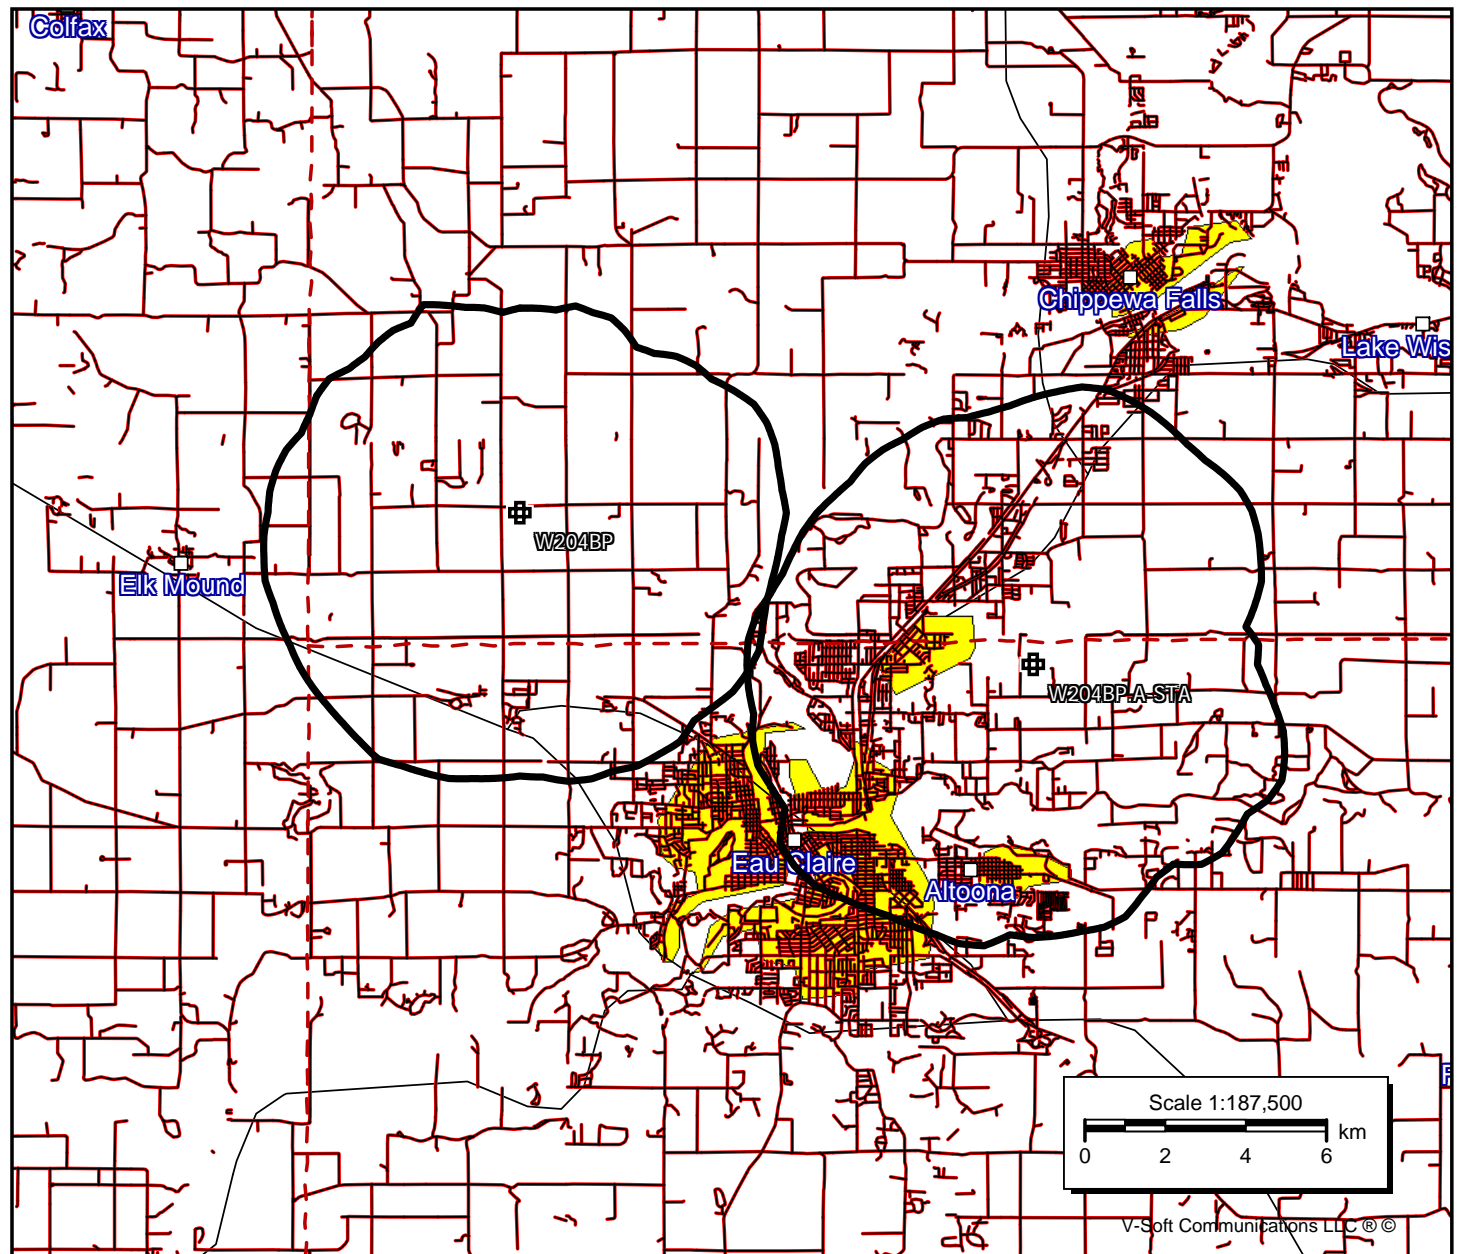 Colfax
Chippewa Falls
Lake Wis
W204BP
Elk Mound
W204BP.A-STA
Eau Claire
Altoona
Scale 1:187,500
km
0 2 4 6
V-Soft Communications LLC ® ©